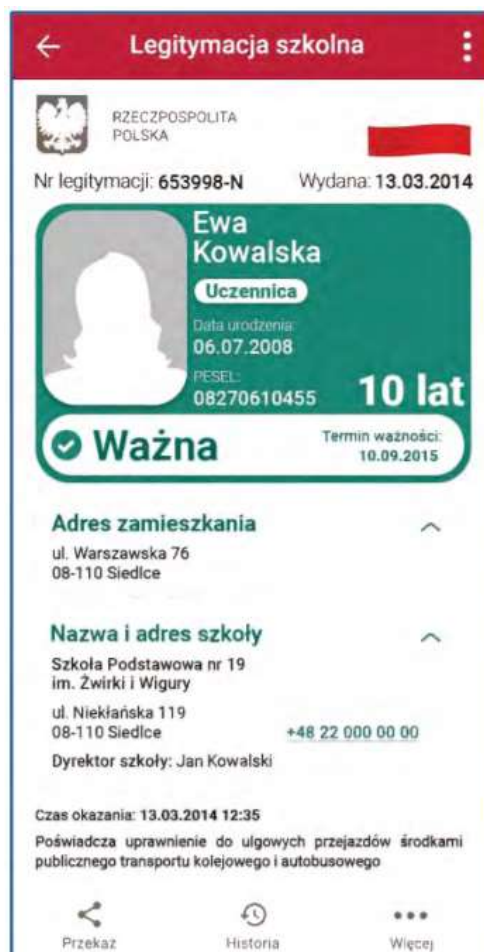 Legitymacja szkolna
RZECZPOSPOLITA
POLSKA
Nr legitymacji: 653998-N Wydana: 13.03.2014
Ewa
Kowalska
Uczennica
Data urodzenia:
06.07.2008
PESEL:
08270610455 10 lat
Ważna
Termin ważności:
10.09.2015
Adres zamieszkania
ul. Warszawska 76
08-110 Siedlce
Nazwa i adres szkoły
Szkoła Podstawowa nr 19
im. Żwirki i Wigury
ul. Niekłańska 119
08-110 Siedlce +48 22 000 00 00
Dyrektor szkoły: Jan Kowalski
Czas okazania: 13.03.2014 12:35
Poświadcza uprawnienie do ulgowych przejazdów środkami
publicznego transportu kolejowego i autobusowego
Przekaz Historia Więcej